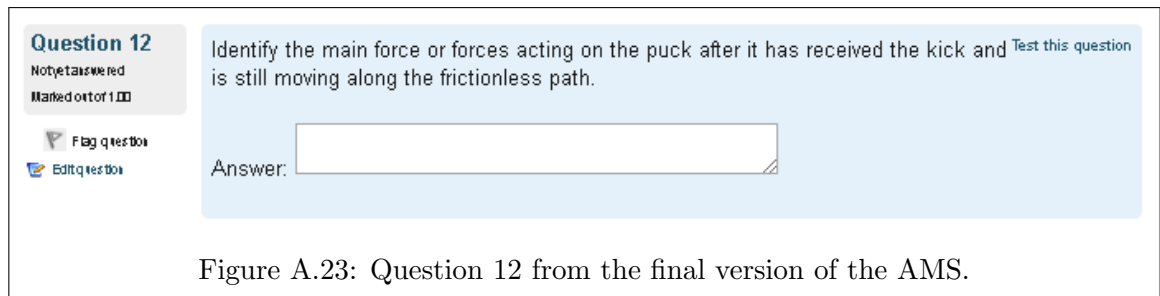 Question 12
Not yet answered
Marked out of 1.00
Flag question
Edit question
Identify the main force or forces acting on the puck after it has received the kick and Test this question
is still moving along the frictionless path.
Answer:
Figure A.23: Question 12 from the final version of the AMS.